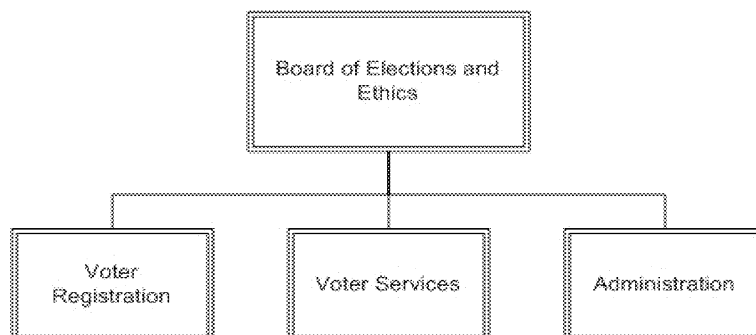 Board of Elections and
Ethics
Voter
Registration
Voter Services
Administration